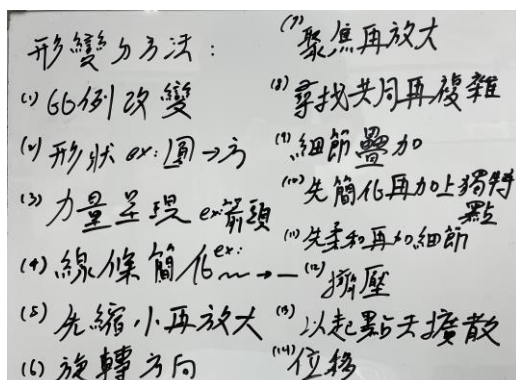 形變方法：
(1) 比例改變
(2) 形狀 ex: 圓→方
(3) 力量呈現 ex 箭頭
(4) 線條簡化 ex: ~→—
(5) 先縮小再放大
(6) 旋轉方向
(7) 聚焦再放大
(8) 尋找共同再複雜
(9) 細節疊加
(10) 先簡化再加上獨特
點
(11) 先柔和再加細節
(12) 擠壓
(13) 以起點去擴散
(14) 位移